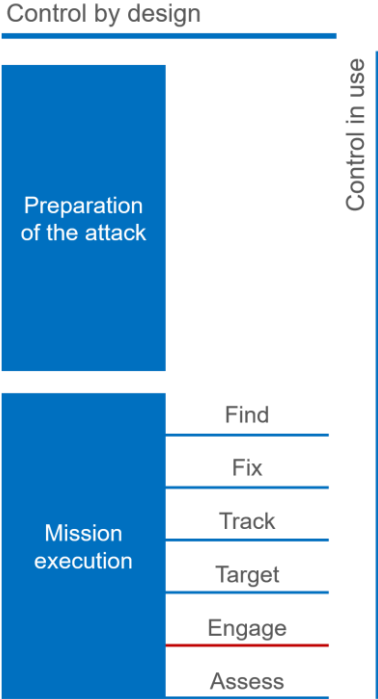 Control by design
Control in use
Preparation
of the attack
Find
Fix
Track
Mission
execution
Target
Engage
Assess